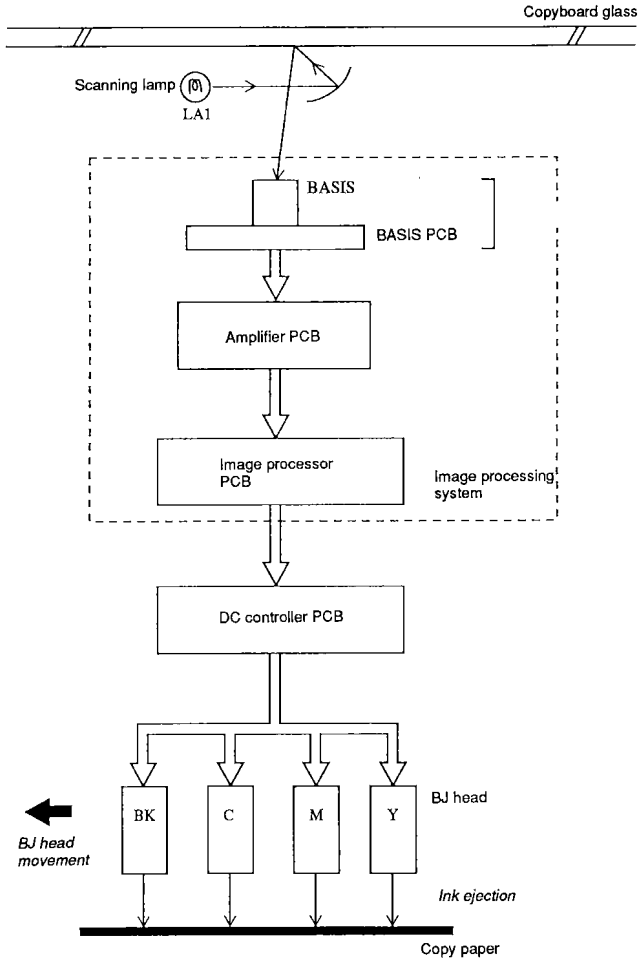 Copyboard glass
Scanning lamp
LA1
BASIS
BASIS PCB
Amplifier PCB
Image processor
PCB
Image processing
system
DC controller PCB
BK
C
M
Y
BJ head
BJ head
movement
Ink ejection
Copy paper